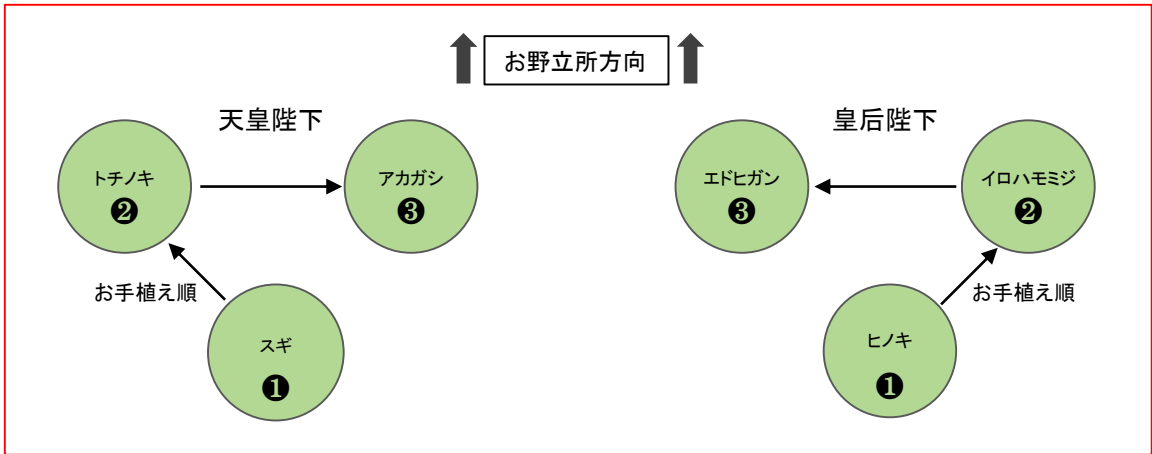 お野立所方向
天皇陛下
トチノキ
❷
アカガシ
❸
お手植え順
スギ
❶
皇后陛下
エドヒガン
❸
イロハモミジ
❷
お手植え順
ヒノキ
❶